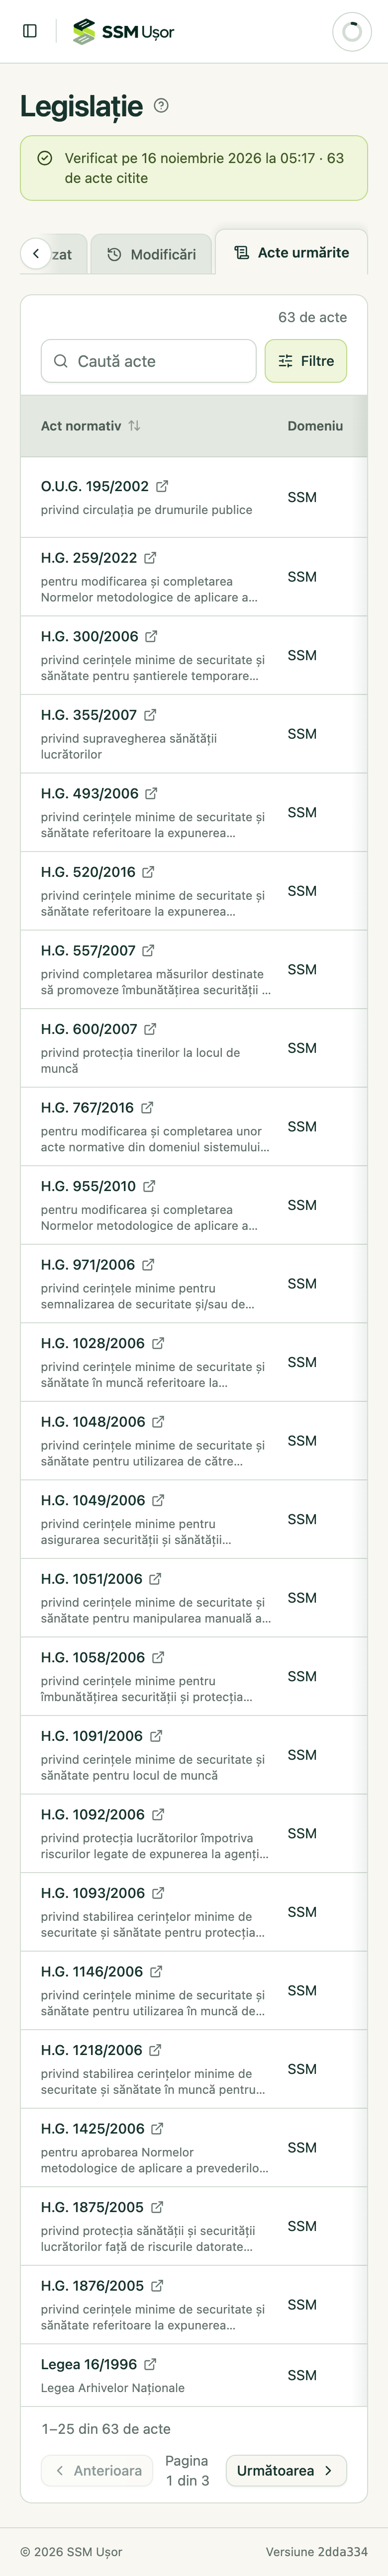 SSM Ușor
Legislație
Verificat pe 16 noiembrie 2026 la 05:17 · 63
de acte citite
zat
Modificări
Acte urmărite
63 de acte
Caută acte
Filtre
Act normativ
Domeniu
O.U.G. 195/2002
privind circulația pe drumurile publice
SSM
H.G. 259/2022
pentru modificarea și completarea
Normelor metodologice de aplicare a...
SSM
H.G. 300/2006
privind cerințele minime de securitate și
sănătate pentru șantierele temporare...
SSM
H.G. 355/2007
privind supravegherea sănătății
lucrătorilor
SSM
H.G. 493/2006
privind cerințele minime de securitate și
sănătate referitoare la expunerea...
SSM
H.G. 520/2016
privind cerințele minime de securitate și
sănătate referitoare la expunerea...
SSM
H.G. 557/2007
privind completarea măsurilor destinate
să promoveze îmbunătățirea securității ...
SSM
H.G. 600/2007
privind protecția tinerilor la locul de
muncă
SSM
H.G. 767/2016
pentru modificarea și completarea unor
acte normative din domeniul sistemului...
SSM
H.G. 955/2010
pentru modificarea și completarea
Normelor metodologice de aplicare a...
SSM
H.G. 971/2006
privind cerințele minime pentru
semnalizarea de securitate și/sau de...
SSM
H.G. 1028/2006
privind cerințele minime de securitate și
sănătate în muncă referitoare la...
SSM
H.G. 1048/2006
privind cerințele minime de securitate și
sănătate pentru utilizarea de către...
SSM
H.G. 1049/2006
privind cerințele minime pentru
asigurarea securității și sănătății...
SSM
H.G. 1051/2006
privind cerințele minime de securitate și
sănătate pentru manipularea manuală a...
SSM
H.G. 1058/2006
privind cerințele minime pentru
îmbunătățirea securității și protecția...
SSM
H.G. 1091/2006
privind cerințele minime de securitate și
sănătate pentru locul de muncă
SSM
H.G. 1092/2006
privind protecția lucrătorilor împotriva
riscurilor legate de expunerea la agenți...
SSM
H.G. 1093/2006
privind stabilirea cerințelor minime de
securitate și sănătate pentru protecția...
SSM
H.G. 1146/2006
privind cerințele minime de securitate și
sănătate pentru utilizarea în muncă de...
SSM
H.G. 1218/2006
privind stabilirea cerințelor minime de
securitate și sănătate în muncă pentru...
SSM
H.G. 1425/2006
pentru aprobarea Normelor
metodologice de aplicare a prevederilo...
SSM
H.G. 1875/2005
privind protecția sănătății și securității
lucrătorilor față de riscurile datorate...
SSM
H.G. 1876/2005
privind cerințele minime de securitate și
sănătate referitoare la expunerea...
SSM
Legea 16/1996
Legea Arhivelor Naționale
SSM
1–25 din 63 de acte
Anterioara
Pagina
1 din 3
Următoarea
© 2026 SSM Ușor
Versiune 2dda334